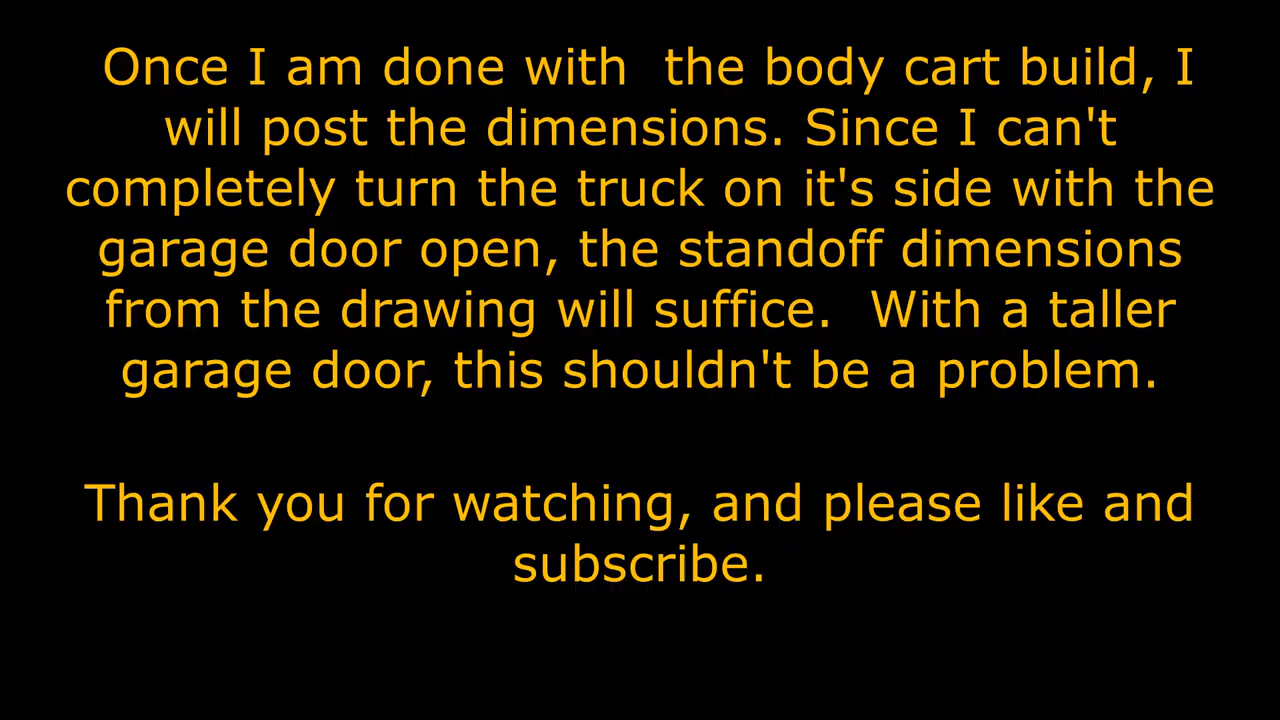 Once I am done with  the body cart build, I
will post the dimensions. Since I can't
completely turn the truck on it's side with the
garage door open, the standoff dimensions
from the drawing will suffice.  With a taller
garage door, this shouldn't be a problem.
Thank you for watching, and please like and
subscribe.